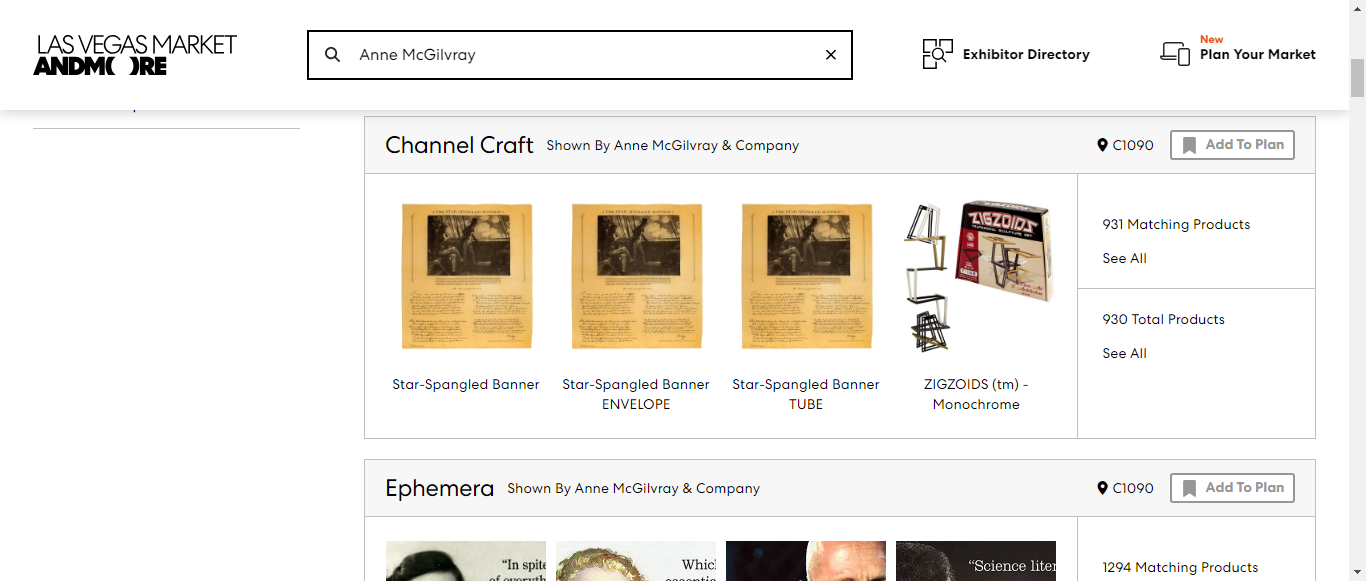 LAS VEGAS MARKET
ANDMORE
Anne McGilvray
Exhibitor Directory
New
Plan Your Market
Channel Craft Shown By Anne McGilvray & Company
C1090
Add To Plan
ZIGZOIDS
931 Matching Products
See All
930 Total Products
See All
Star-Spangled Banner
Star-Spangled Banner
ENVELOPE
Star-Spangled Banner
TUBE
ZIGZOIDS (tm) -
Monochrome
Ephemera Shown By Anne McGilvray & Company
C1090
Add To Plan
"In spite
of everyth
Whicl
"Science liter
1294 Matching Products